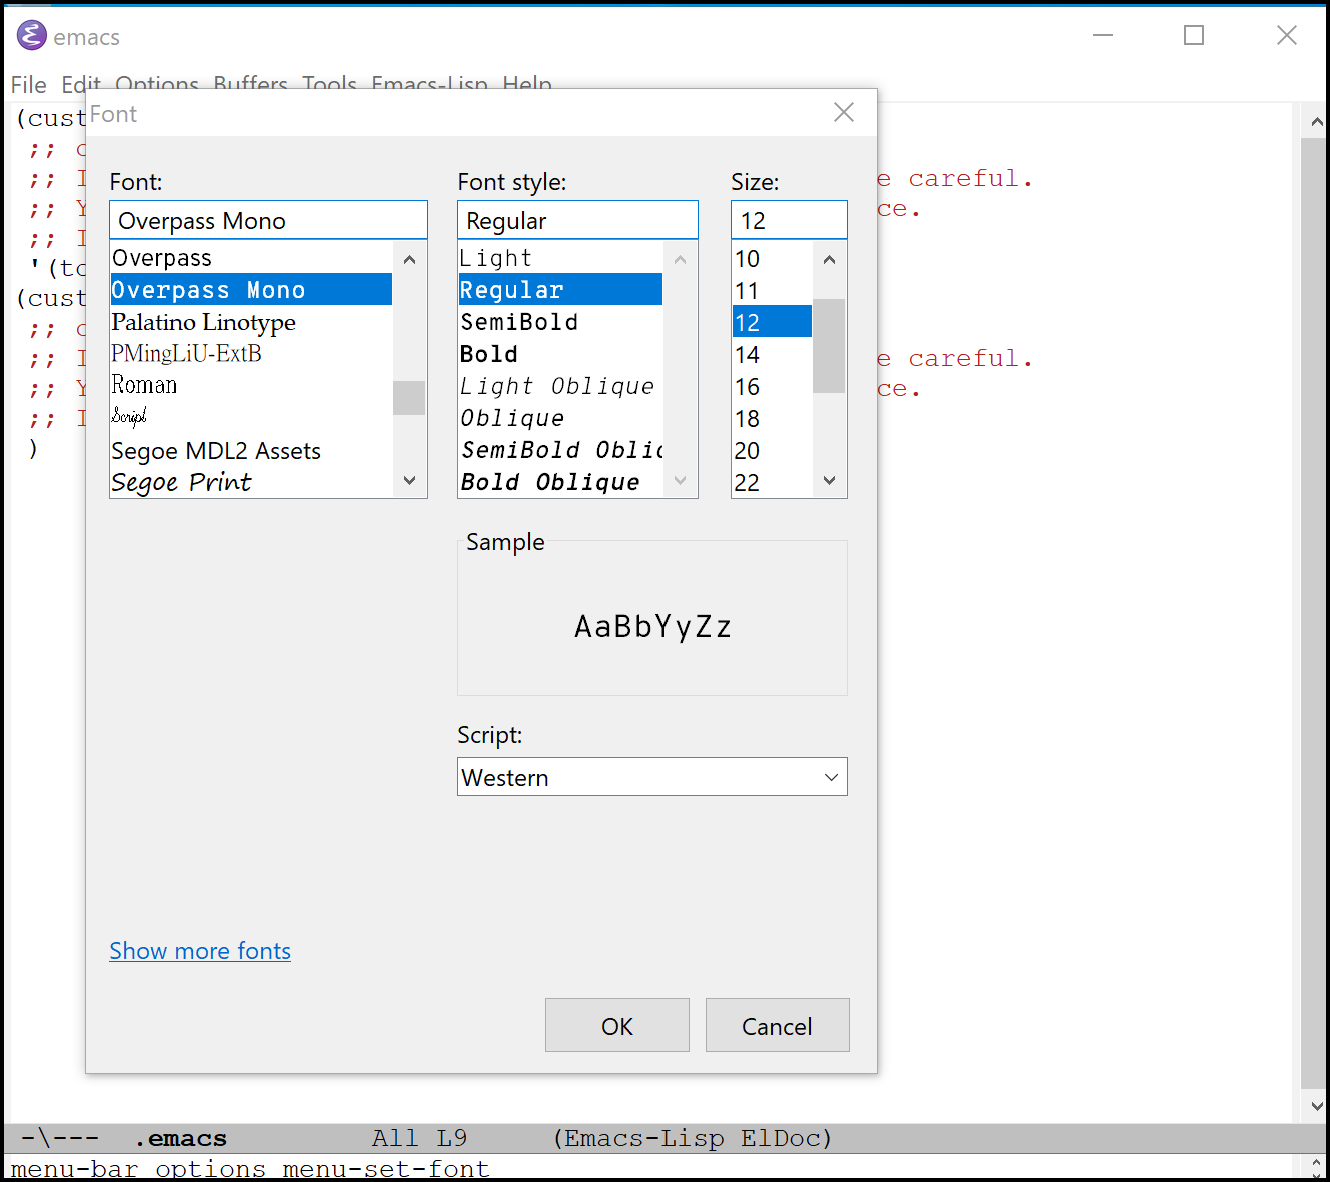 emacs
File Edit Options Buffers Tools Emacs-Lisp Help
Font
(cust
;;
;; e careful.
;; ce.
;;
'(to
(cust
;;
;; e careful.
;; ce.
;;
)
Font:
Overpass Mono
Overpass
Overpass Mono
Palatino Linotype
PMingLiU-ExtB
Roman
Script
Segoe MDL2 Assets
Segoe Print
Font style:
Regular
Light
Regular
SemiBold
Bold
Light Oblique
Oblique
SemiBold Obli
Bold Oblique
Size:
12
10
11
12
14
16
18
20
22
Sample
AaBbYyZz
Script:
Western
Show more fonts
OK Cancel
-\--- .emacs All L9 (Emacs-Lisp ElDoc)
menu-bar options menu-set-font